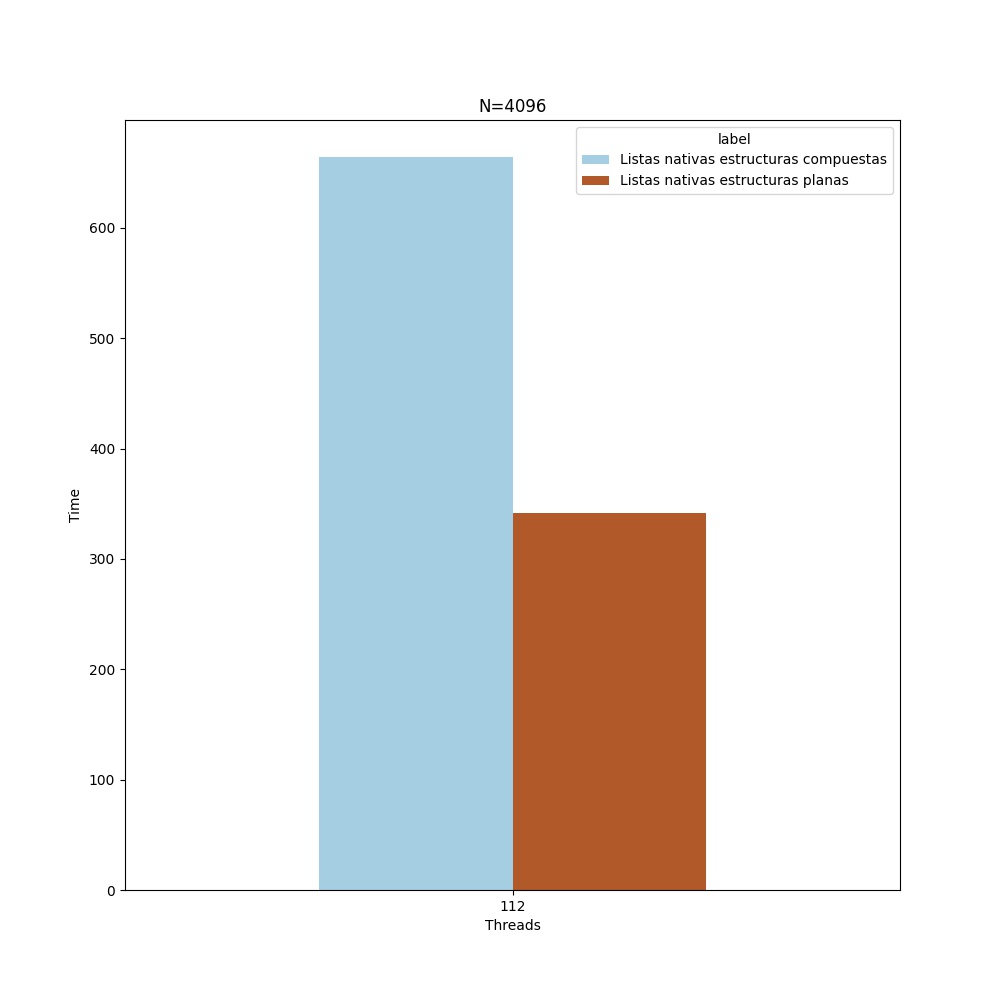 N=4096
label
Listas nativas estructuras compuestas
Listas nativas estructuras planas
600
500
400
300
200
100
0
Time
112
Threads